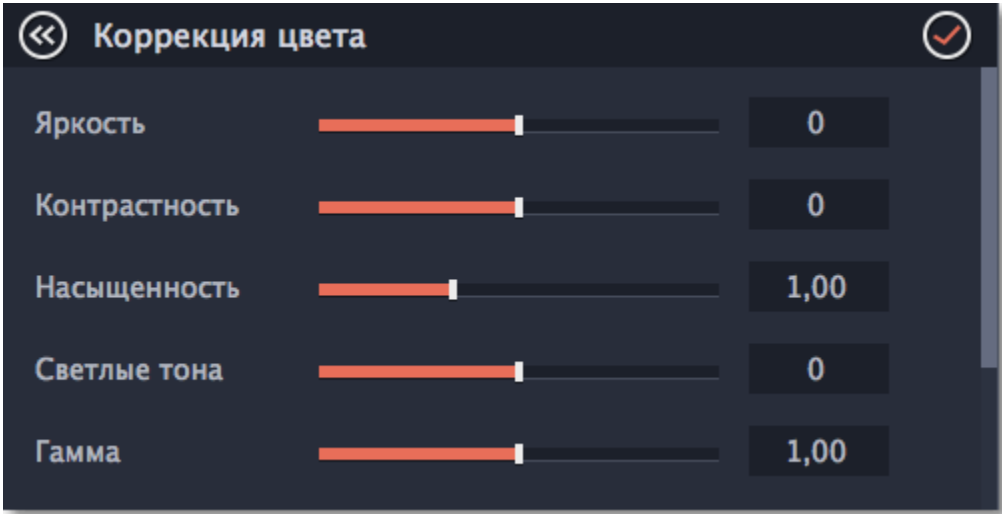 Коррекция цвета
Яркость 0
Контрастность 0
Насыщенность 1,00
Светлые тона 0
Гамма 1,00